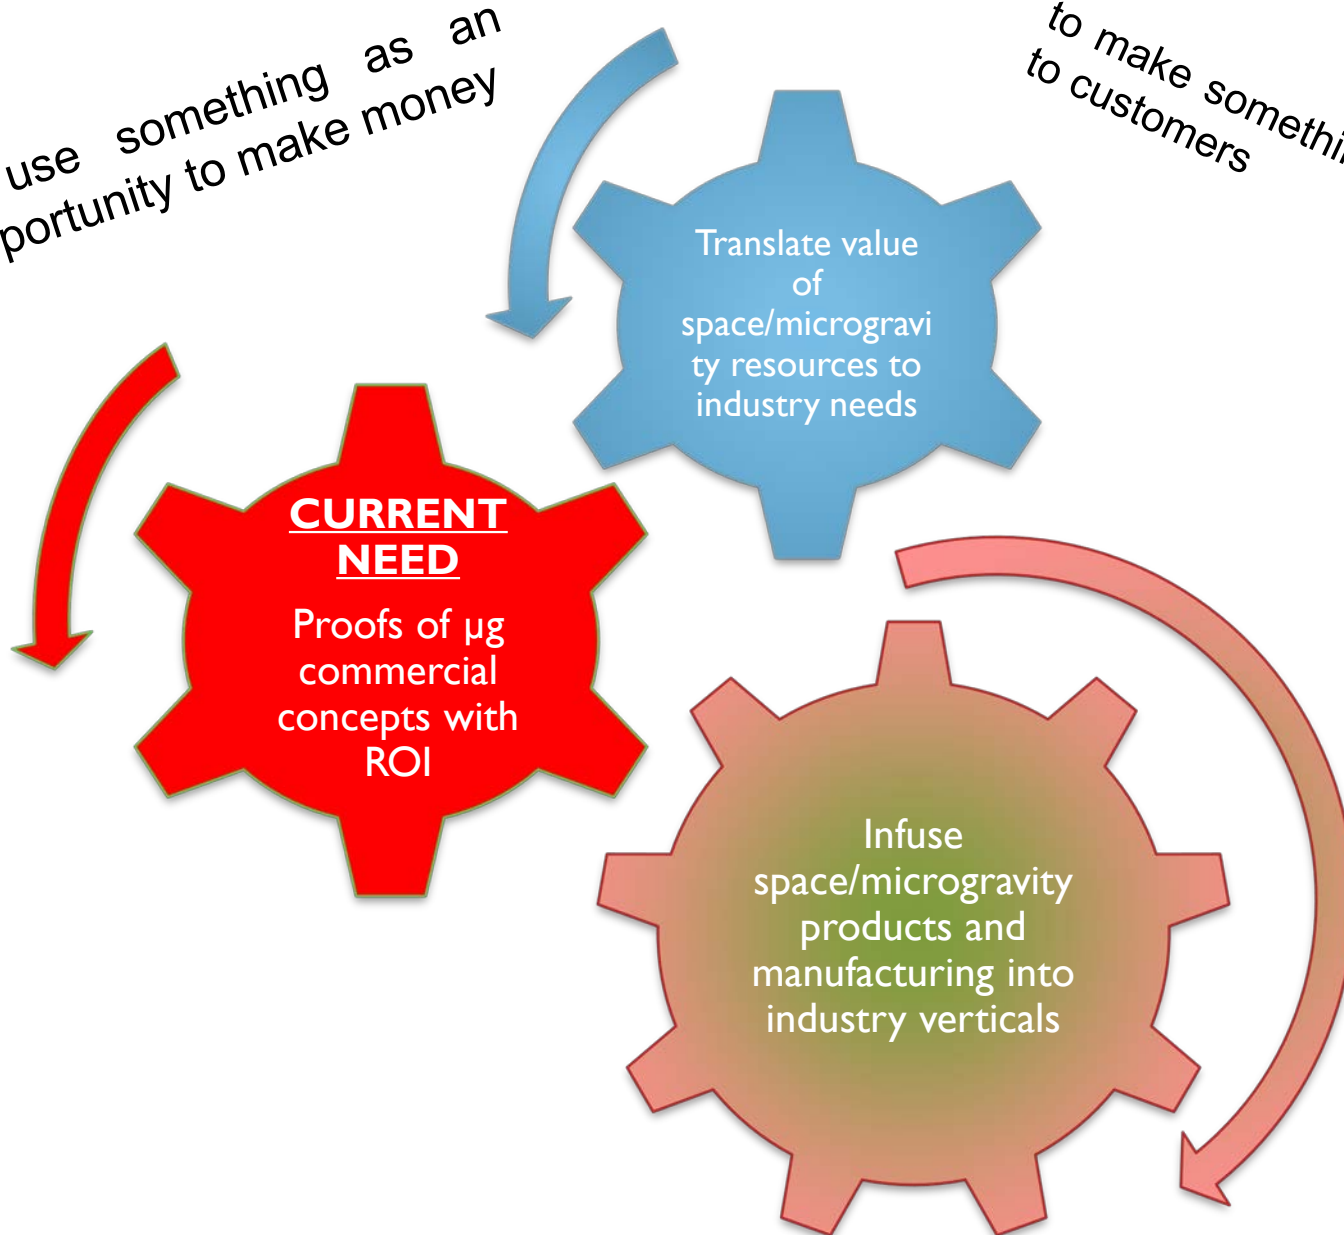 use something as an
portunity to make money
to make somethin
to customers
Translate value
of
space/microgravi
ty resources to
industry needs
CURRENT
NEED
Proofs of µg
commercial
concepts with
ROI
Infuse
space/microgravity
products and
manufacturing into
industry verticals